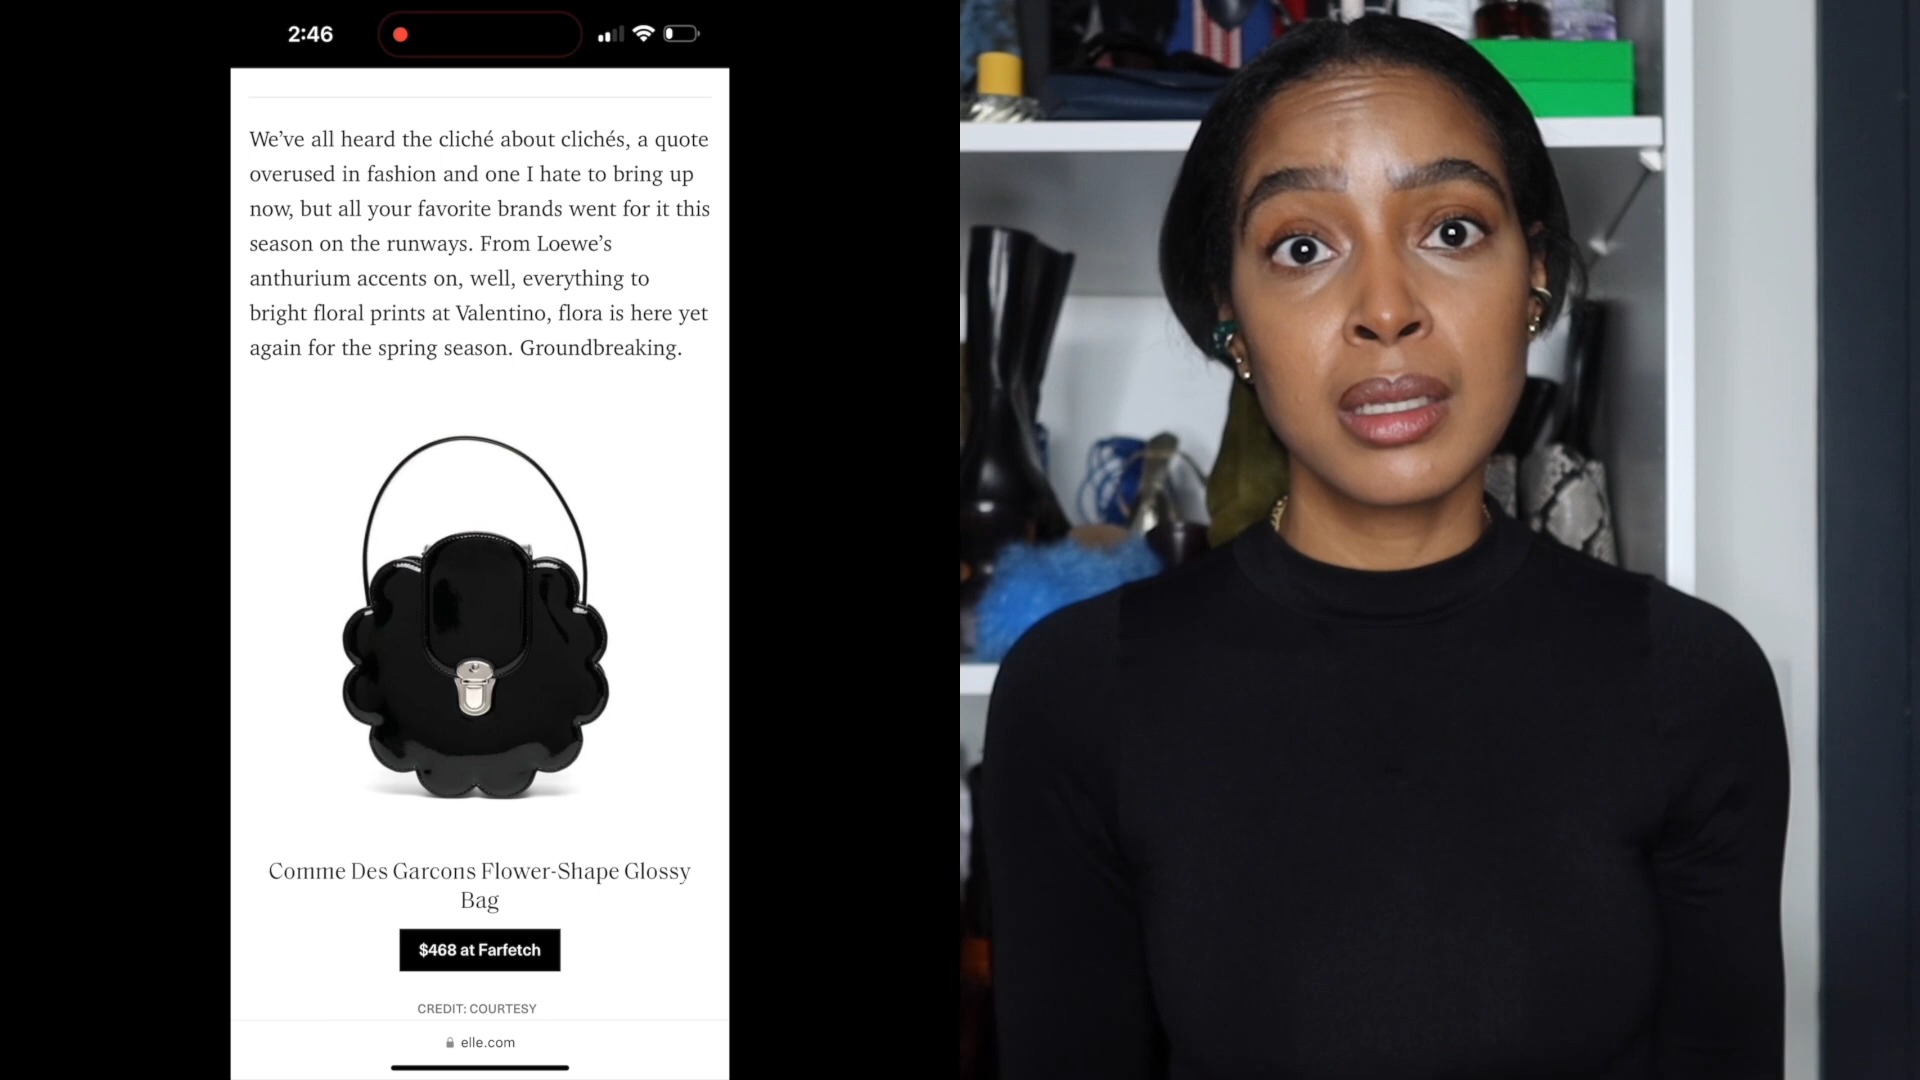 2:46
We’ve all heard the cliché about clichés, a quote
overused in fashion and one I hate to bring up
now, but all your favorite brands went for it this
season on the runways. From Loewe’s
anthurium accents on, well, everything to
bright floral prints at Valentino, flora is here yet
again for the spring season. Groundbreaking.
Comme Des Garcons Flower-Shape Glossy
Bag
$468 at Farfetch
CREDIT: COURTESY
elle.com